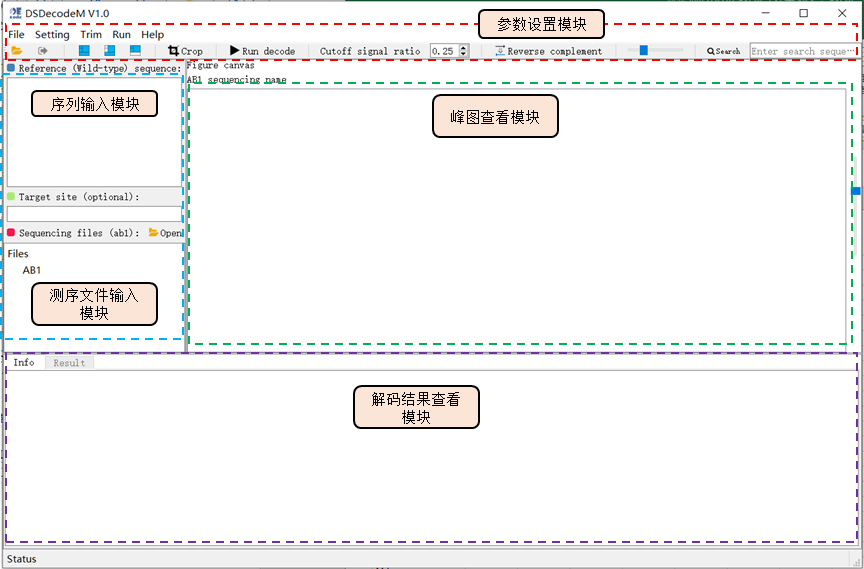 DSDecodeM V1.0
File Setting Trim Run Help
参数设置模块
Crop Run decode Cutoff signal ratio 0.25 Reverse complement Search Enter search seque…
Reference (Wild-type) sequence:
序列输入模块
Target site (optional):
Sequencing files (ab1): Open
Files
AB1
测序文件输入
模块
Figure canvas
AB1 sequencing name
峰图查看模块
Info Result
解码结果查看
模块
Status